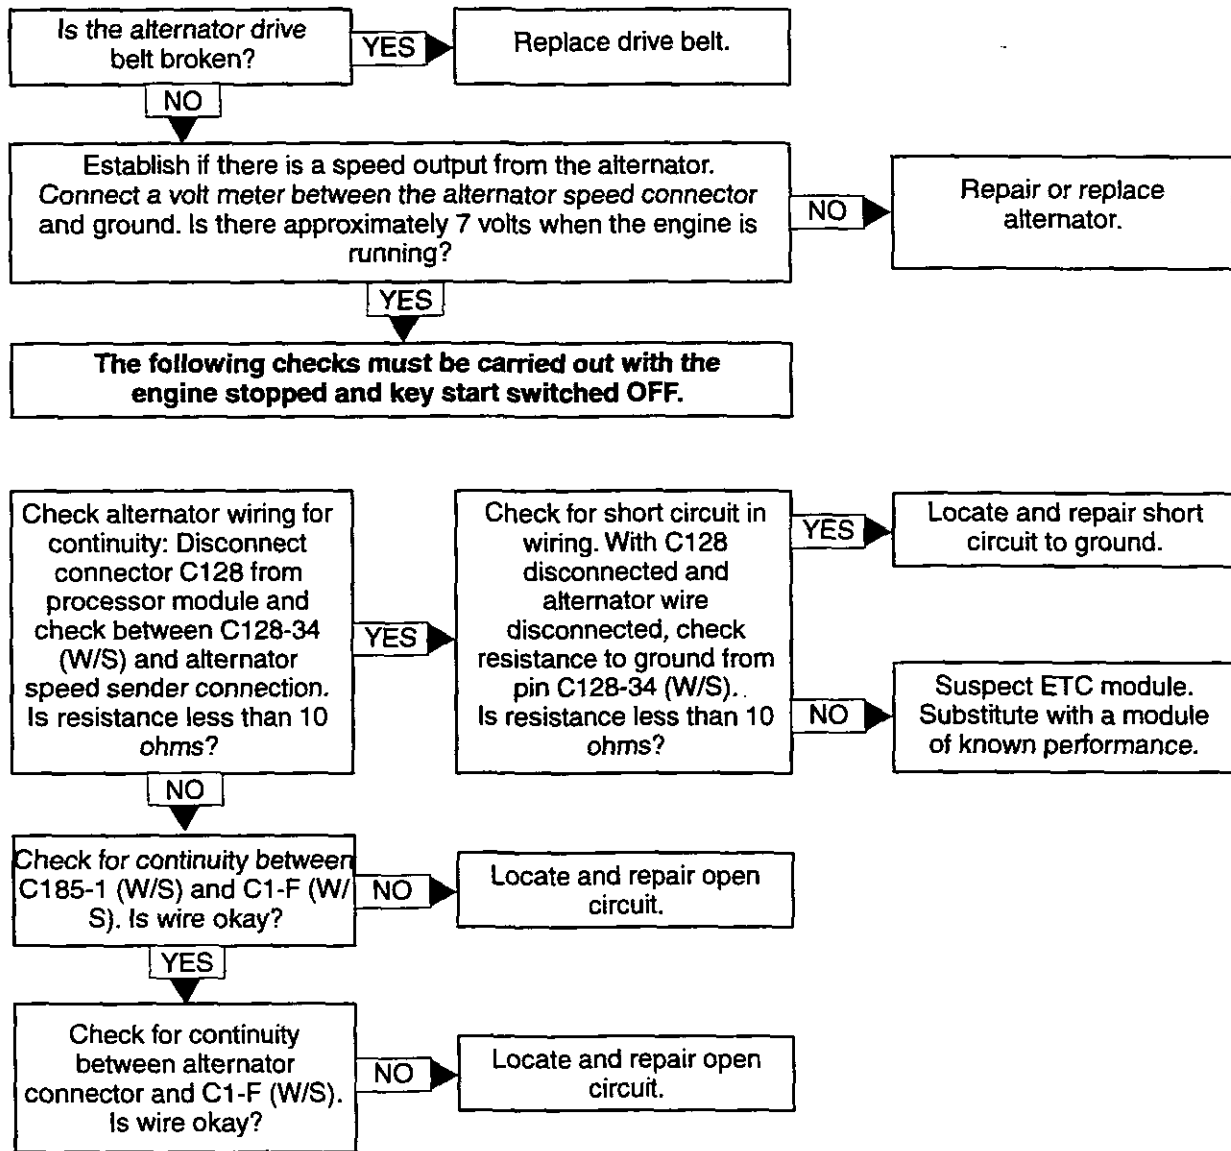 Is the alternator drive
belt broken?
YES
Replace drive belt.
NO
Establish if there is a speed output from the alternator.
Connect a volt meter between the alternator speed connector
and ground. Is there approximately 7 volts when the engine is
running?
NO
Repair or replace
alternator.
YES
The following checks must be carried out with the
engine stopped and key start switched OFF.
Check alternator wiring for
continuity: Disconnect
connector C128 from
processor module and
check between C128-34
(W/S) and alternator
speed sender connection.
Is resistance less than 10
ohms?
YES
Check for short circuit in
wiring. With C128
disconnected and
alternator wire
disconnected, check
resistance to ground from
pin C128-34 (W/S).
Is resistance less than 10
ohms?
YES
Locate and repair short
circuit to ground.
NO
Suspect ETC module.
Substitute with a module
of known performance.
NO
Check for continuity between
C185-1 (W/S) and C1-F (W/
S). Is wire okay?
NO
Locate and repair open
circuit.
YES
Check for continuity
between alternator
connector and C1-F (W/S).
Is wire okay?
NO
Locate and repair open
circuit.